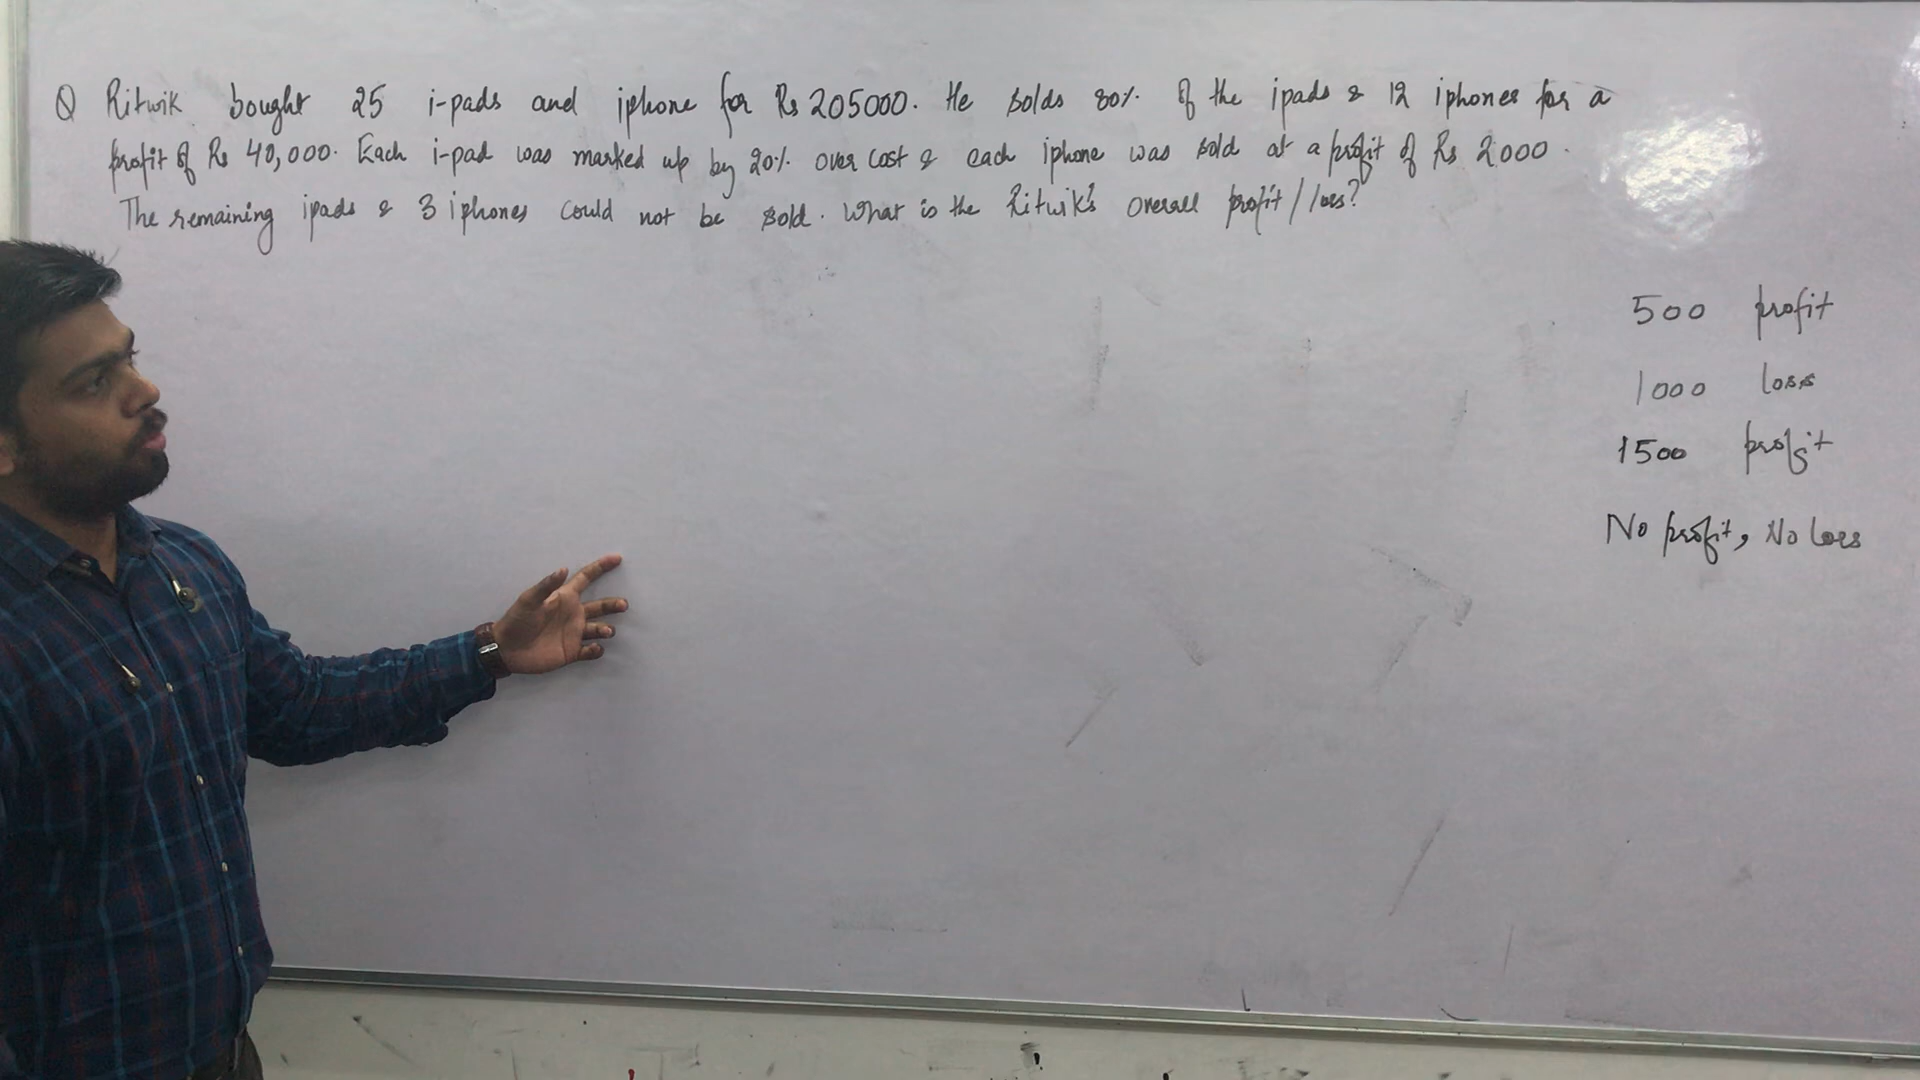 Q Ritwik bought 25 i-pads and iphone for Rs 205000. He solds 80% of the ipads & 12 iphones for a
profit of Rs 40,000. Each i-pad was marked up by 20% over cost & each iphone was sold at a profit of Rs 2000.
The remaining ipads & 3 iphones could not be sold. What is the Ritwik's overall profit/loss?
500 profit
1000 loss
1500 profit
No profit, No loss